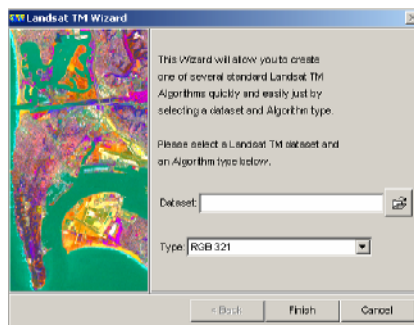 Landsat TM Wizard
This Wizard will allow you to create
one of several standard Landsat TM
Algorithms quickly and easily just by
selecting a dataset and Algorithm type.
Please select a Landsat TM dataset and
an Algorithm type below.
Dataset:
Type: RGB 321
< Back Finish Cancel